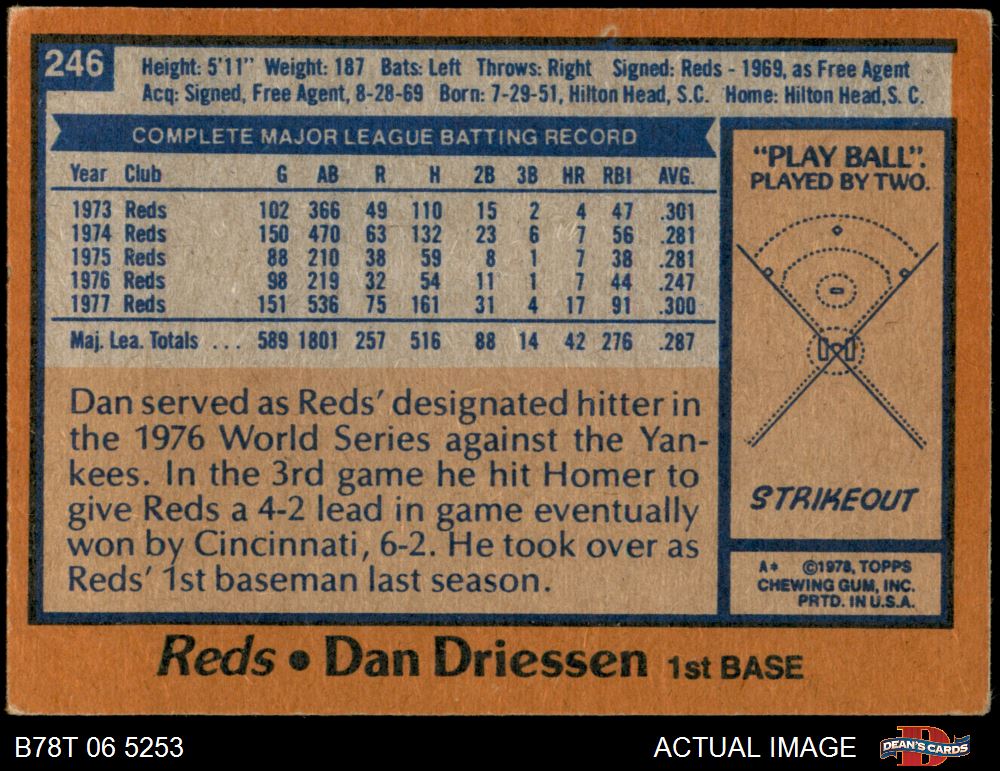 246
Height: 5'11" Weight: 187 Bats: Left Throws: Right Signed: Reds - 1969, as Free Agent
Acq: Signed, Free Agent, 8-28-69 Born: 7-29-51, Hilton Head, S.C. Home: Hilton Head, S. C.
COMPLETE MAJOR LEAGUE BATTING RECORD
Year Club G AB R H 2B 3B HR RBI AVG.
1973 Reds 102 366 49 110 15 2 4 47 .301
1974 Reds 150 470 63 132 23 6 7 56 .281
1975 Reds 88 210 38 59 8 1 7 38 .281
1976 Reds 98 219 32 54 11 1 7 44 .247
1977 Reds 151 536 75 161 31 4 17 91 .300
Maj. Lea. Totals ... 589 1801 257 516 88 14 42 276 .287
Dan served as Reds' designated hitter in
the 1976 World Series against the Yan-
kees. In the 3rd game he hit Homer to
give Reds a 4-2 lead in game eventually
won by Cincinnati, 6-2. He took over as
Reds' 1st baseman last season.
"PLAY BALL".
PLAYED BY TWO.
STRIKEOUT
A* ©1978, TOPPS
CHEWING GUM, INC.
PRTD. IN U.S.A.
Reds • Dan Driessen 1st BASE
B78T 06 5253
ACTUAL IMAGE
DEAN'S CARDS